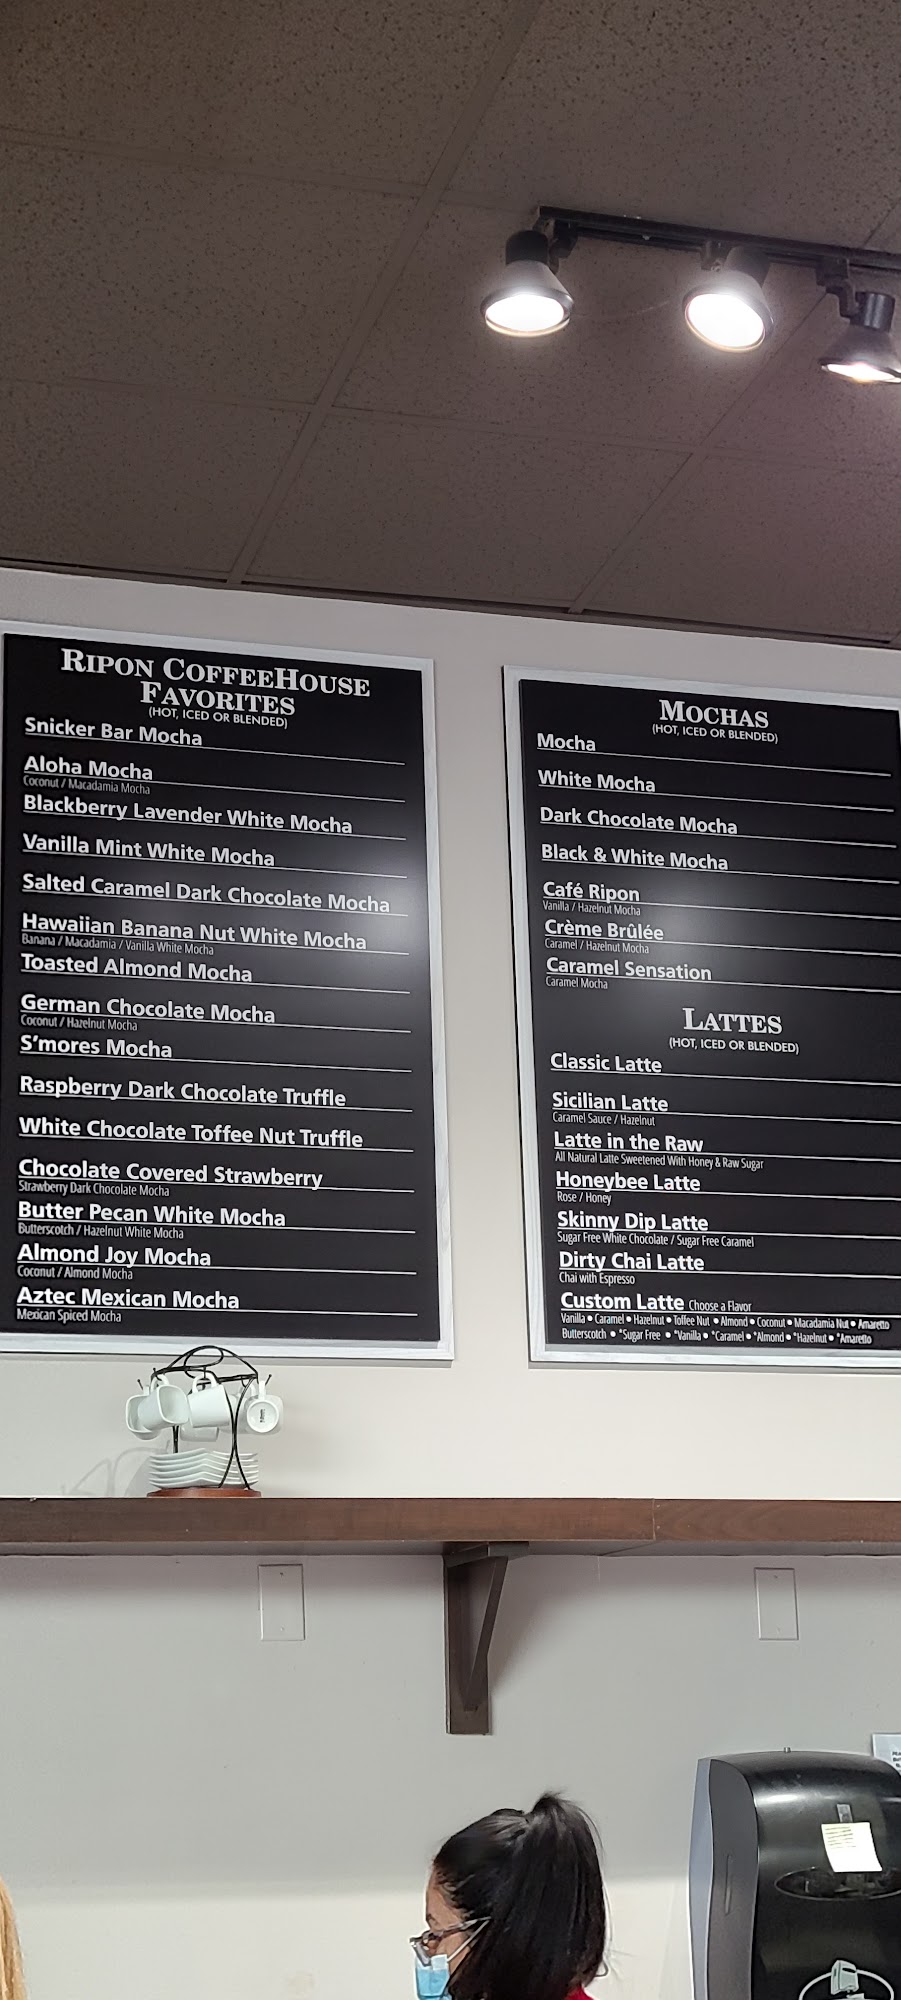 RIPON COFFEEHOUSE
FAVORITES
(HOT, ICED OR BLENDED)
Snicker Bar Mocha
Aloha Mocha
Coconut / Macadamia Mocha
Blackberry Lavender White Mocha
Vanilla Mint White Mocha
Salted Caramel Dark Chocolate Mocha
Hawaiian Banana Nut White Mocha
Banana / Macadamia / Vanilla White Mocha
Toasted Almond Mocha
German Chocolate Mocha
Coconut / Hazelnut Mocha
S'mores Mocha
Raspberry Dark Chocolate Truffle
White Chocolate Toffee Nut Truffle
Chocolate Covered Strawberry
Strawberry Dark Chocolate Mocha
Butter Pecan White Mocha
Butterscotch / Hazelnut White Mocha
Almond Joy Mocha
Coconut / Almond Mocha
Aztec Mexican Mocha
Mexican Spiced Mocha
MOCHAS
(HOT, ICED OR BLENDED)
Mocha
White Mocha
Dark Chocolate Mocha
Black & White Mocha
Café Ripon
Vanilla / Hazelnut Mocha
Crème Brûlée
Caramel / Hazelnut Mocha
Caramel Sensation
Caramel Mocha
LATTES
(HOT, ICED OR BLENDED)
Classic Latte
Sicilian Latte
Caramel Sauce / Hazelnut
Latte in the Raw
All Natural Latte Sweetened With Honey & Raw Sugar
Honeybee Latte
Rose / Honey
Skinny Dip Latte
Sugar Free White Chocolate / Sugar Free Caramel
Dirty Chai Latte
Chai with Espresso
Custom Latte Choose a Flavor
Vanilla • Caramel • Hazelnut • Toffee Nut • Almond • Coconut • Macadamia Nut • Amaretto
Butterscotch • *Sugar Free • *Vanilla • *Caramel • *Almond • *Hazelnut • *Amaretto